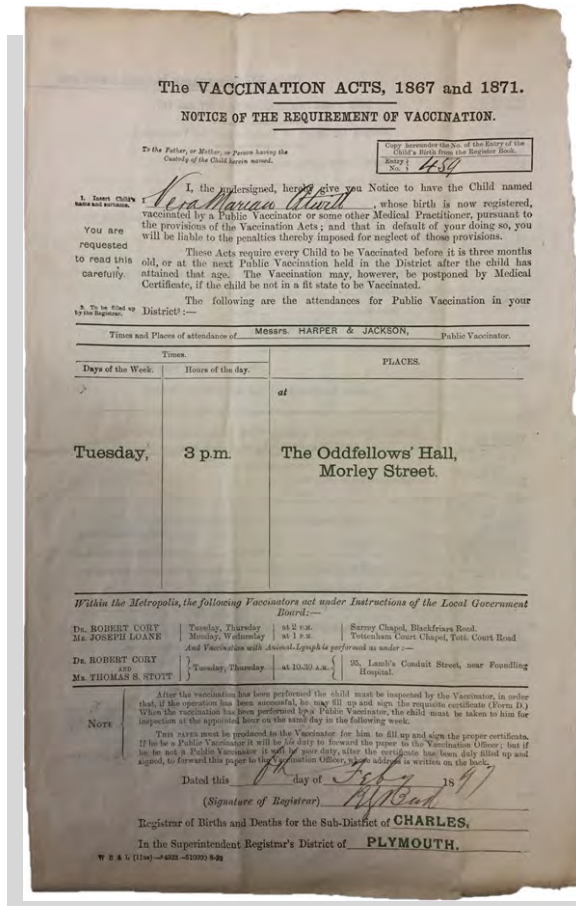 The VACCINATION ACTS, 1867 and 1871.
NOTICE OF THE REQUIREMENT OF VACCINATION.
To the Father, or Mother, or Person having the
Custody of the Child herein named.
Copy hereunder the No. of the Entry of the
Child's Birth from the Register Book.
Entry No. 459
I, the undersigned, hereby give you Notice to have the Child named
1. Insert Child's
name and surname.
1 Vera Marian , whose birth is now registered,
vaccinated by a Public Vaccinator or some other Medical Practitioner, pursuant to
the provisions of the Vaccination Acts; and that in default of your doing so, you
will be liable to the penalties thereby imposed for neglect of those provisions.
You are
requested
to read this
carefully.
These Acts require every Child to be Vaccinated before it is three months
old, or at the next Public Vaccination held in the District after the child has
attained that age. The Vaccination may, however, be postponed by Medical
Certificate, if the child be not in a fit state to be Vaccinated.
2. To be filled up
by the Registrar.
The following are the attendances for Public Vaccination in your
District²:—
Times and Places of attendance of Messrs. HARPER & JACKSON, Public Vaccinator.
Times.
PLACES.
Days of the Week.
Hours of the day.
at
Tuesday,
3 p.m.
The Oddfellows' Hall,
Morley Street.
Within the Metropolis, the following Vaccinators act under Instructions of the Local Government
Board:—
DR. ROBERT CORY Tuesday, Thursday at 2 P.M. Surrey Chapel, Blackfriars Road.
MR. JOSEPH LOANE Monday, Wednesday at 1 P.M. Tottenham Court Chapel, Tott. Court Road
And Vaccination with Animal Lymph is performed as under:—
DR. ROBERT CORY
AND
MR. THOMAS S. STOTT
Tuesday, Thursday at 10-30 A.M.
95, Lamb's Conduit Street, near Foundling
Hospital.
NOTE
After the vaccination has been performed the child must be inspected by the Vaccinator, in order
that, if the operation has been successful, he may fill up and sign the requisite certificate (Form D.)
When the vaccination has been performed by a Public Vaccinator, the child must be taken to him for
inspection at the appointed hour on the same day in the following week.
THIS PAPER must be produced to the Vaccinator for him to fill up and sign the proper certificate.
If he be a Public Vaccinator it will be his duty to forward the paper to the Vaccination Officer; but if
he be not a Public Vaccinator it will be your duty, after the certificate has been duly filled up and
signed, to forward this paper to the Vaccination Officer, whose address is written on the back.
Dated this day of Feby 1897
(Signature of Registrar)
Registrar of Births and Deaths for the Sub-District of CHARLES,
In the Superintendent Registrar's District of PLYMOUTH.